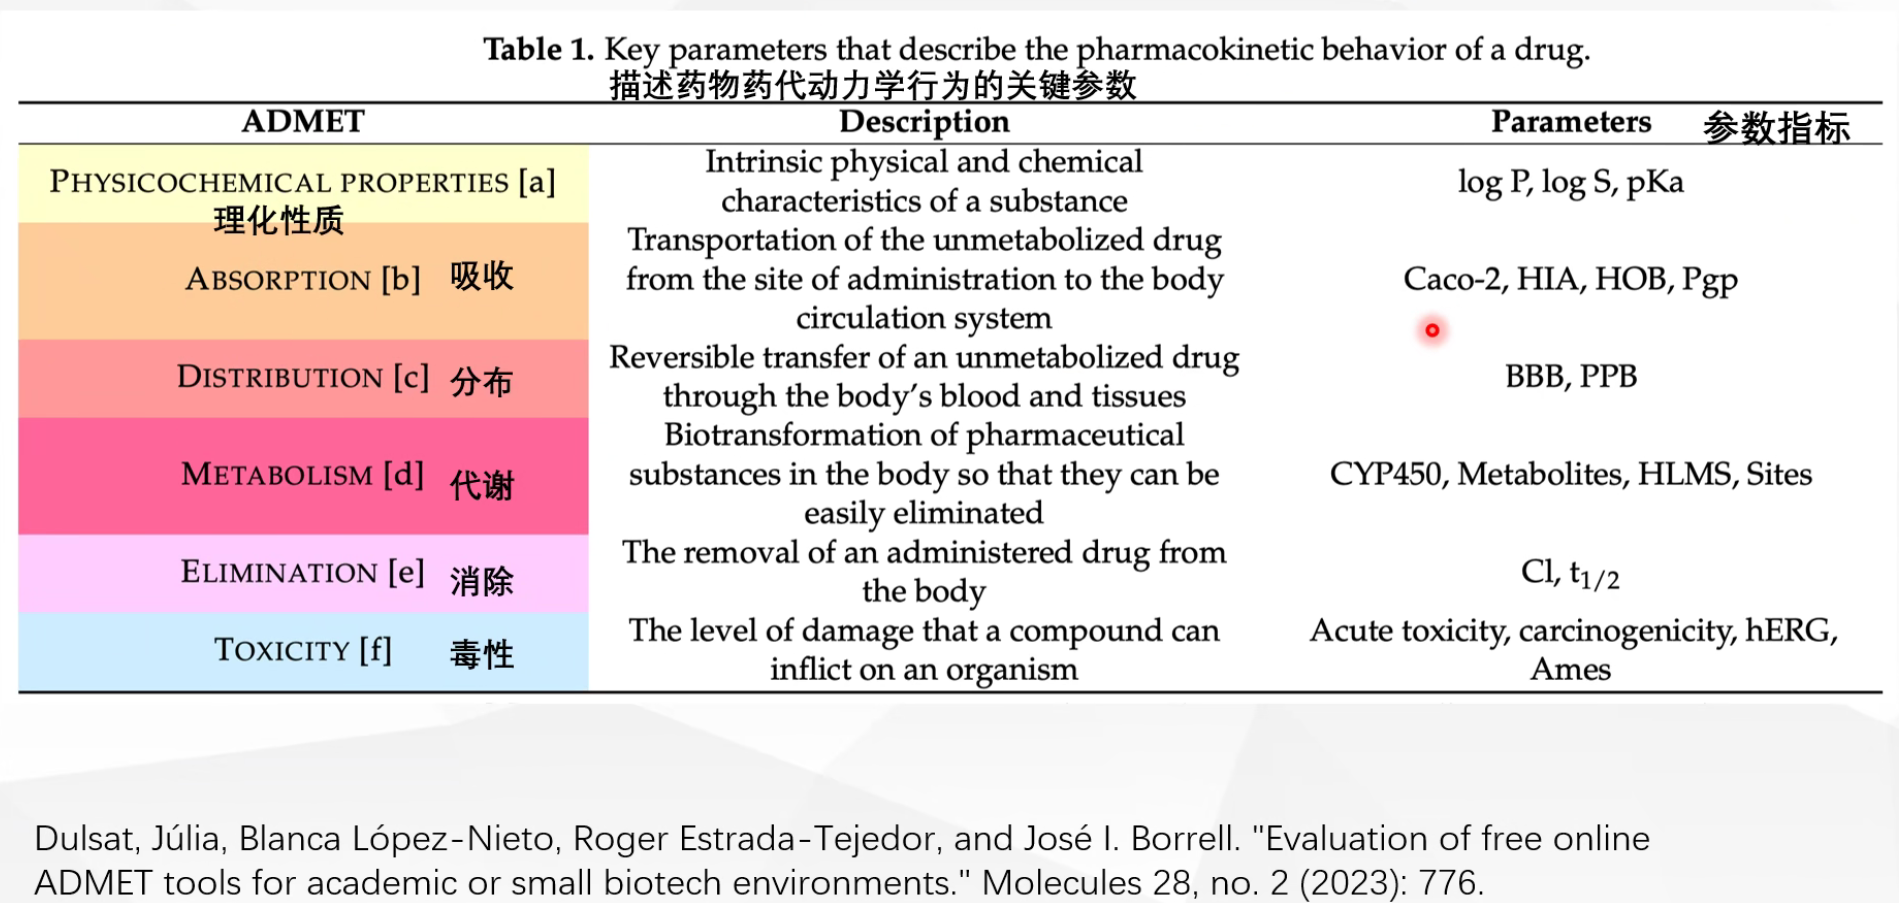 Table 1. Key parameters that describe the pharmacokinetic behavior of a drug.
描述药物药代动力学行为的关键参数
ADMET Description Parameters 参数指标
PHYSICOCHEMICAL PROPERTIES [a]
理化性质
Intrinsic physical and chemical
characteristics of a substance
log P, log S, pKa
ABSORPTION [b] 吸收
Transportation of the unmetabolized drug
from the site of administration to the body
circulation system
Caco-2, HIA, HOB, Pgp
DISTRIBUTION [c] 分布
Reversible transfer of an unmetabolized drug
through the body's blood and tissues
BBB, PPB
METABOLISM [d] 代谢
Biotransformation of pharmaceutical
substances in the body so that they can be
easily eliminated
CYP450, Metabolites, HLMS, Sites
ELIMINATION [e] 消除
The removal of an administered drug from
the body
Cl, t1/2
TOXICITY [f] 毒性
The level of damage that a compound can
inflict on an organism
Acute toxicity, carcinogenicity, hERG,
Ames
Dulsat, Júlia, Blanca López-Nieto, Roger Estrada-Tejedor, and José I. Borrell. "Evaluation of free online
ADMET tools for academic or small biotech environments." Molecules 28, no. 2 (2023): 776.